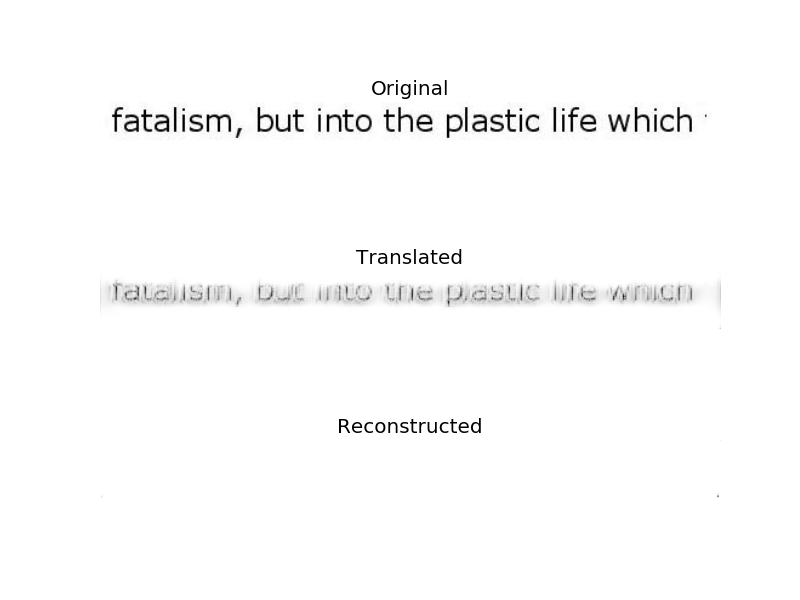 Original
fatalism, but into the plastic life which
Translated
fatalism, but into the plastic life which
Reconstructed